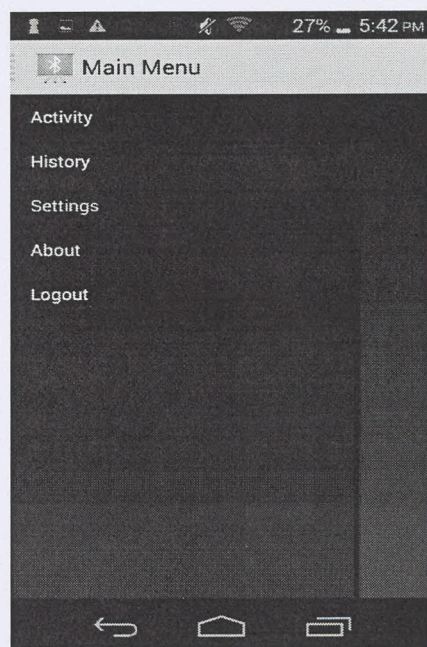 27% 5:42 PM
Main Menu
Activity
History
Settings
About
Logout